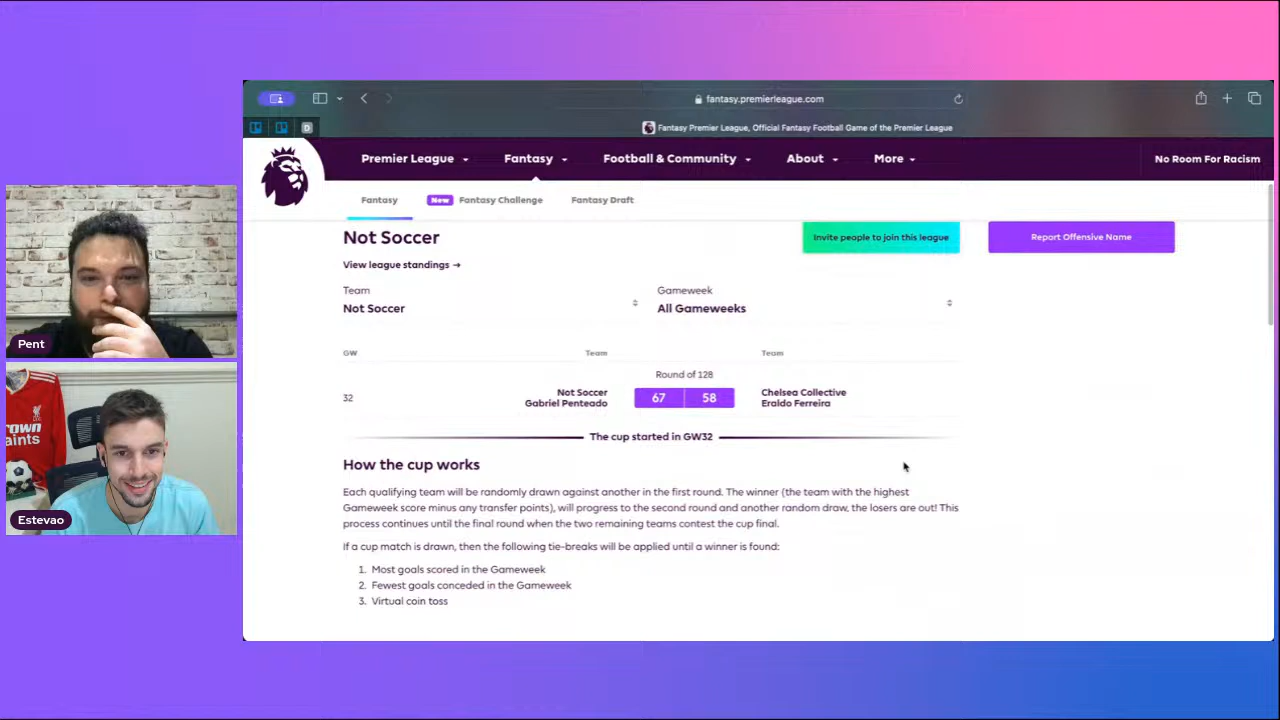 fantasy.premierleague.com
D
Fantasy Premier League, Official Fantasy Football Game of the Premier League
Premier League
Fantasy
Football & Community
About
More
No Room For Racism
Fantasy
New
Fantasy Challenge
Fantasy Draft
Not Soccer
Invite people to join this league
Report Offensive Name
View league standings →
Team
Gameweek
Not Soccer
All Gameweeks
GW
Team
Team
Round of 128
32
Not Soccer
Gabriel Penteado
67
58
Chelsea Collective
Eraldo Ferreira
The cup started in GW32
How the cup works
Each qualifying team will be randomly drawn against another in the first round. The winner (the team with the highest
Gameweek score minus any transfer points), will progress to the second round and another random draw, the losers are out! This
process continues until the final round when the two remaining teams contest the cup final.
If a cup match is drawn, then the following tie-breaks will be applied until a winner is found:
1. Most goals scored in the Gameweek
2. Fewest goals conceded in the Gameweek
3. Virtual coin toss
Pent
Estevao